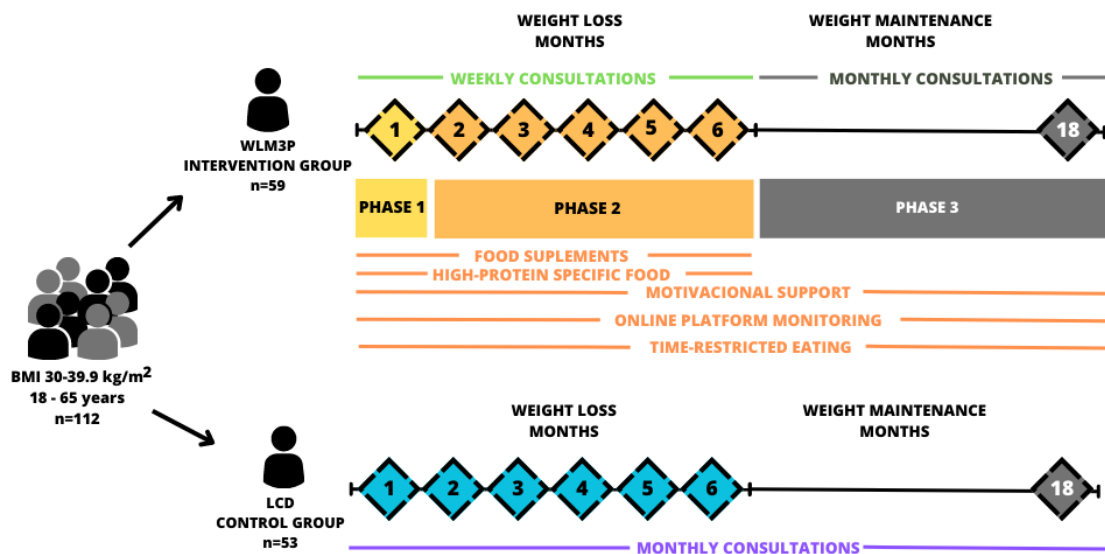 WEIGHT LOSS
MONTHS
WEIGHT MAINTENANCE
MONTHS
WEEKLY CONSULTATIONS
MONTHLY CONSULTATIONS
1
2
3
4
5
6
18
WLM3P
INTERVENTION GROUP
n=59
PHASE 1
PHASE 2
PHASE 3
FOOD SUPLEMENTS
HIGH-PROTEIN SPECIFIC FOOD
MOTIVACIONAL SUPPORT
ONLINE PLATFORM MONITORING
TIME-RESTRICTED EATING
BMI 30-39.9 kg/m²
18 - 65 years
n=112
WEIGHT LOSS
MONTHS
WEIGHT MAINTENANCE
MONTHS
1
2
3
4
5
6
18
LCD
CONTROL GROUP
n=53
MONTHLY CONSULTATIONS